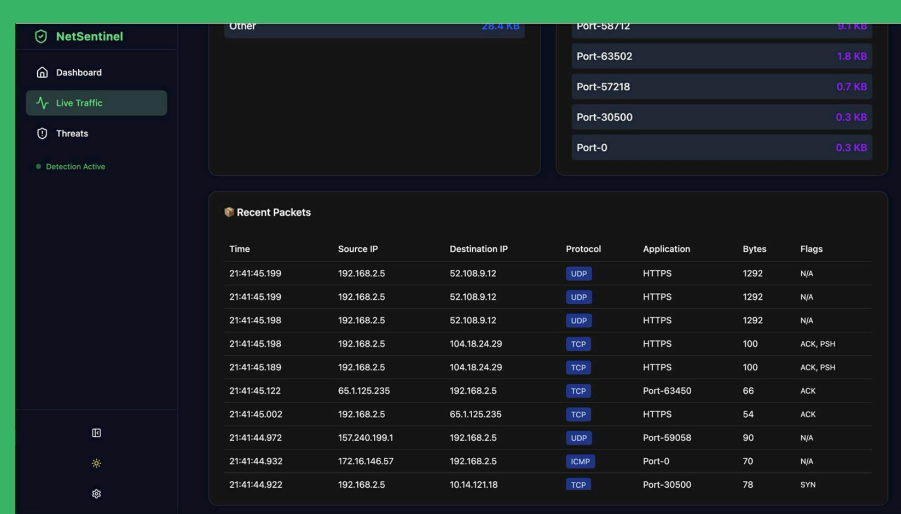 NetSentinel
Dashboard
Live Traffic
Threats
Detection Active
Other 28.4 KB
Port-58712 9.1 KB
Port-63502 1.8 KB
Port-57218 0.7 KB
Port-30500 0.3 KB
Port-0 0.3 KB
Recent Packets
Time Source IP Destination IP Protocol Application Bytes Flags
21:41:45.199 192.168.2.5 52.108.9.12 UDP HTTPS 1292 N/A
21:41:45.199 192.168.2.5 52.108.9.12 UDP HTTPS 1292 N/A
21:41:45.198 192.168.2.5 52.108.9.12 UDP HTTPS 1292 N/A
21:41:45.198 192.168.2.5 104.18.24.29 TCP HTTPS 100 ACK, PSH
21:41:45.189 192.168.2.5 104.18.24.29 TCP HTTPS 100 ACK, PSH
21:41:45.122 65.1.125.235 192.168.2.5 TCP Port-63450 66 ACK
21:41:45.002 192.168.2.5 65.1.125.235 TCP HTTPS 54 ACK
21:41:44.972 157.240.199.1 192.168.2.5 UDP Port-59058 90 N/A
21:41:44.932 172.16.146.57 192.168.2.5 ICMP Port-0 70 N/A
21:41:44.922 192.168.2.5 10.14.121.18 TCP Port-30500 78 SYN